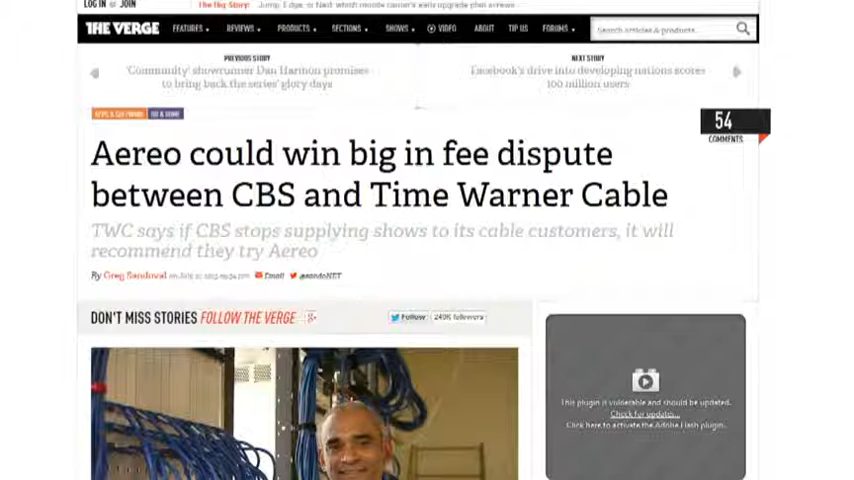 LOG IN or JOIN
The Big Story:
THE VERGE FEATURES REVIEWS PRODUCTS SECTIONS SHOWS VIDEO ABOUT TIP US FORUMS Search articles & products.
PREVIOUS STORY
'Community' showrunner Dan Harmon promises
to bring back the series' glory days
NEXT STORY
Facebook's drive into developing nations scores
100 million users
APPS & SOFTWARE
54
COMMENTS
Aereo could win big in fee dispute
between CBS and Time Warner Cable
TWC says if CBS stops supplying shows to its cable customers, it will
recommend they try Aereo
By Greg Sandoval Email @sandoNET
DON'T MISS STORIES FOLLOW THE VERGE Follow 249K followers
This plugin is vulnerable and should be updated.
Check for updates...
Click here to activate the Adobe Flash plugin.